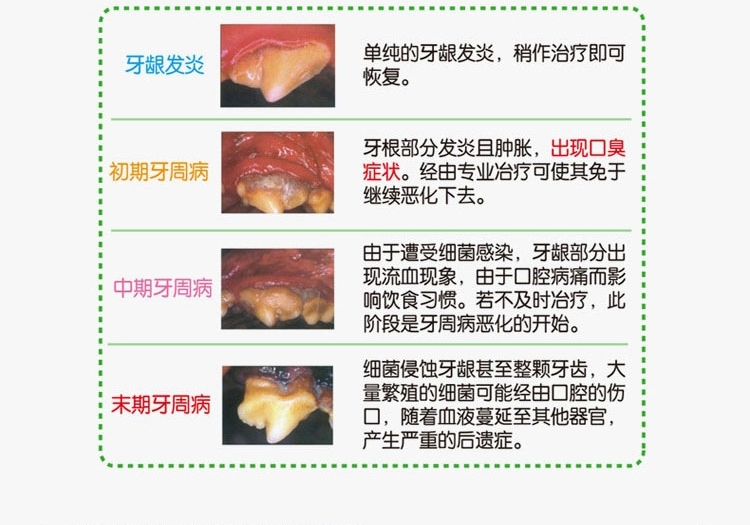 牙龈发炎
单纯的牙龈发炎，稍作治疗即可
恢复。
初期牙周病
牙根部分发炎且肿胀，出现口臭
症状。经由专业治疗可使其免于
继续恶化下去。
中期牙周病
由于遭受细菌感染，牙龈部分出
现流血现象，由于口腔病痛而影
响饮食习惯。若不及时治疗，此
阶段是牙周病恶化的开始。
末期牙周病
细菌侵蚀牙龈甚至整颗牙齿，大
量繁殖的细菌可能经由口腔的伤
口，随着血液蔓延至其他器官，
产生严重的后遗症。